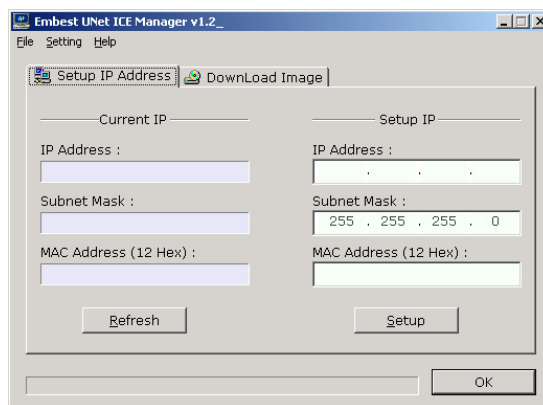 Embest UNet ICE Manager v1.2_
File Setting Help
Setup IP Address DownLoad Image
Current IP Setup IP
IP Address : IP Address :
. . .
Subnet Mask : Subnet Mask :
255 . 255 . 255 . 0
MAC Address (12 Hex) : MAC Address (12 Hex) :
Refresh Setup
OK